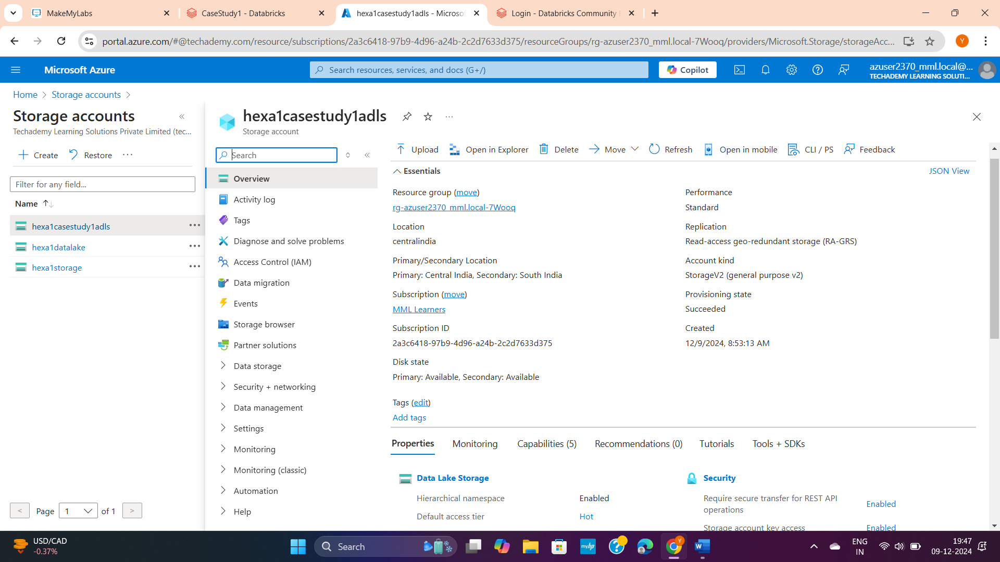 MakeMyLabs
CaseStudy1 - Databricks
hexa1casestudy1adls - Microso
Login - Databricks Community
portal.azure.com/#@techademy.com/resource/subscriptions/2a3c6418-97b9-4d96-a24b-2c2d7633d375/resourceGroups/rg-azuser2370_mml.local-7Wooq/providers/Microsoft.Storage/storageAcc...
Y
Microsoft Azure
Search resources, services, and docs (G+/)
Copilot
azuser2370_mml.local@...
TECHADEMY LEARNING SOLUTI...
Home > Storage accounts >
Storage accounts
Techademy Learning Solutions Private Limited (tec...
Create
Restore
...
Filter for any field...
Name
hexa1casestudy1adls
hexa1datalake
hexa1storage
< Page 1 of 1 >
hexa1casestudy1adls
Storage account
Search
Overview
Activity log
Tags
Diagnose and solve problems
Access Control (IAM)
Data migration
Events
Storage browser
Partner solutions
Data storage
Security + networking
Data management
Settings
Monitoring
Monitoring (classic)
Automation
Help
Upload
Open in Explorer
Delete
Move
Refresh
Open in mobile
CLI / PS
Feedback
Essentials
JSON View
Resource group (move)
rg-azuser2370_mml.local-7Wooq
Location
centralindia
Primary/Secondary Location
Primary: Central India, Secondary: South India
Subscription (move)
MML Learners
Subscription ID
2a3c6418-97b9-4d96-a24b-2c2d7633d375
Disk state
Primary: Available, Secondary: Available
Tags (edit)
Add tags
Performance
Standard
Replication
Read-access geo-redundant storage (RA-GRS)
Account kind
StorageV2 (general purpose v2)
Provisioning state
Succeeded
Created
12/9/2024, 8:53:13 AM
Properties
Monitoring
Capabilities (5)
Recommendations (0)
Tutorials
Tools + SDKs
Data Lake Storage
Hierarchical namespace
Enabled
Default access tier
Hot
Security
Require secure transfer for REST API
operations
Enabled
Storage account key access
Enabled
USD/CAD
-0.37%
Search
myhp
Y
ENG
IN
19:47
09-12-2024